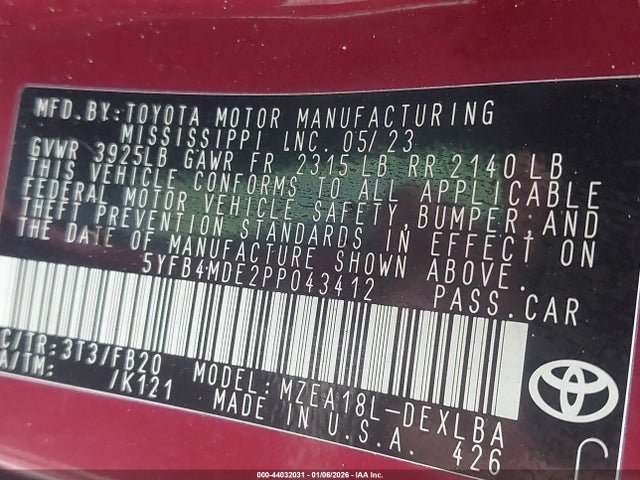 MFD. BY: TOYOTA MOTOR MANUFACTURING
MISSISSIPPI INC. 05/23
GVWR 3925LB GAWR FR 2315 LB RR 2140 LB
THIS VEHICLE CONFORMS TO ALL APPLICABLE
FEDERAL MOTOR VEHICLE SAFETY, BUMPER, AND
THEFT PREVENTION STANDARDS IN EFFECT ON
THE DATE OF MANUFACTURE SHOWN ABOVE.
5YFB4MDE2PP043412 PASS.CAR
C/TR: 3T3/FB20 MODEL: MZEA18L-DEXLBA
A/TM: /K121 MADE IN U.S.A. 426
TOYOTA
000-44032031 - 01/06/2026 - © IAA Inc.